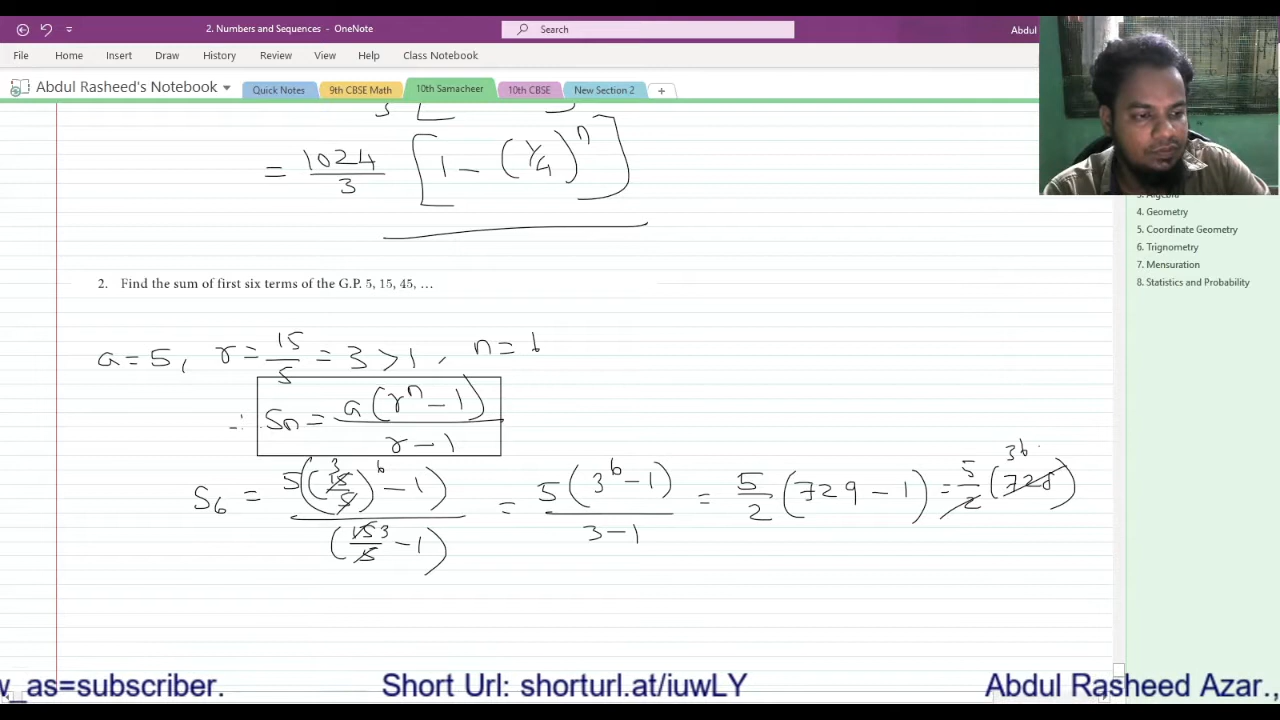 2. Numbers and Sequences - OneNote
Search
Abdul
File Home Insert Draw History Review View Help Class Notebook
Abdul Rasheed's Notebook
Quick Notes 9th CBSE Math 10th Samacheer 10th CBSE New Section 2 +
3
= 1024/3 [1 - (1/4)^n]
4. Geometry
5. Coordinate Geometry
6. Trignometry
7. Mensuration
8. Statistics and Probability
2. Find the sum of first six terms of the G.P. 5, 15, 45, …
a = 5, r = 15/5 = 3 > 1, n = 6
∴ Sn = a(r^n - 1)/(r - 1)
S6 = 5((15/5)^6 - 1)/(15/5 - 1) = 5(3^6 - 1)/(3 - 1) = 5/2 (729 - 1) = 5/2 (728) 36
w_as=subscriber. Short Url: shorturl.at/iuwLY Abdul Rasheed Azar.,